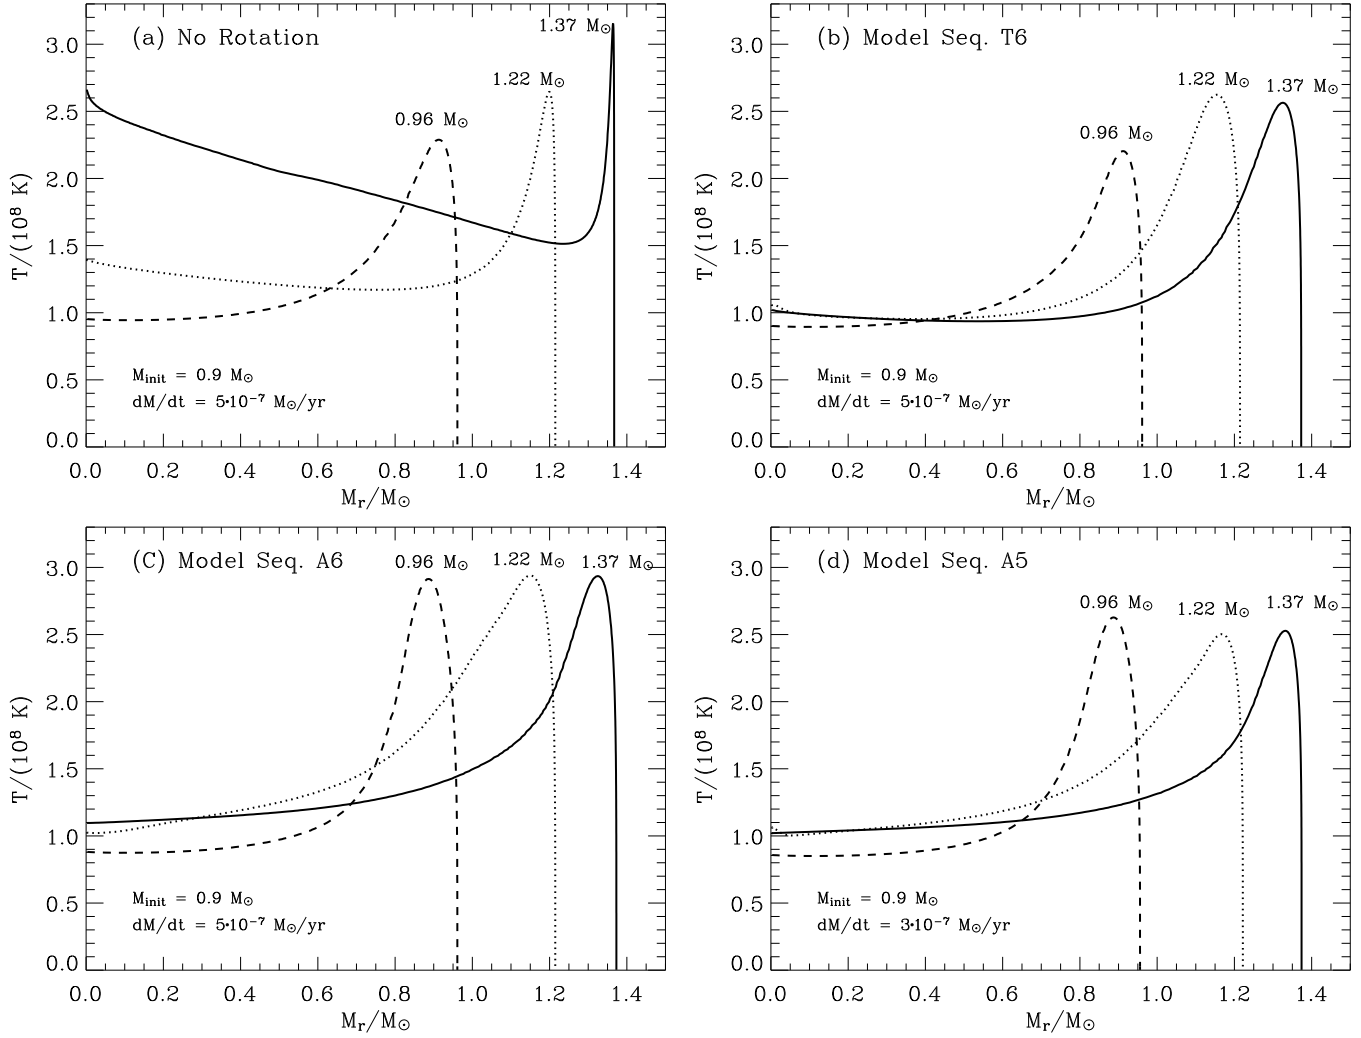 (a) No Rotation
1.37 M☉
1.22 M☉
0.96 M☉
M_init = 0.9 M☉
dM/dt = 5•10⁻⁷ M☉/yr
T/(10⁸ K)
3.0
2.5
2.0
1.5
1.0
0.5
0.0
0.0 0.2 0.4 0.6 0.8 1.0 1.2 1.4
M_r/M☉
(b) Model Seq. T6
1.22 M☉
1.37 M☉
0.96 M☉
M_init = 0.9 M☉
dM/dt = 5•10⁻⁷ M☉/yr
T/(10⁸ K)
3.0
2.5
2.0
1.5
1.0
0.5
0.0
0.0 0.2 0.4 0.6 0.8 1.0 1.2 1.4
M_r/M☉
(C) Model Seq. A6
0.96 M☉
1.22 M☉
1.37 M☉
M_init = 0.9 M☉
dM/dt = 5•10⁻⁷ M☉/yr
T/(10⁸ K)
3.0
2.5
2.0
1.5
1.0
0.5
0.0
0.0 0.2 0.4 0.6 0.8 1.0 1.2 1.4
M_r/M☉
(d) Model Seq. A5
0.96 M☉
1.22 M☉
1.37 M☉
M_init = 0.9 M☉
dM/dt = 3•10⁻⁷ M☉/yr
T/(10⁸ K)
3.0
2.5
2.0
1.5
1.0
0.5
0.0
0.0 0.2 0.4 0.6 0.8 1.0 1.2 1.4
M_r/M☉